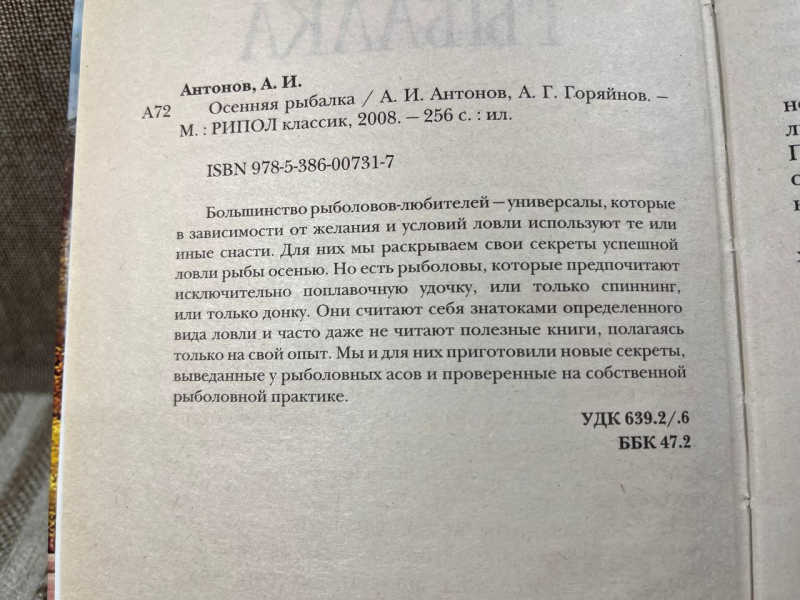 Антонов, А. И.
А72 Осенняя рыбалка / А. И. Антонов, А. Г. Горяйнов. —
М. : РИПОЛ классик, 2008. — 256 с. : ил.
ISBN 978-5-386-00731-7
Большинство рыболовов-любителей — универсалы, которые
в зависимости от желания и условий ловли используют те или
иные снасти. Для них мы раскрываем свои секреты успешной
ловли рыбы осенью. Но есть рыболовы, которые предпочитают
исключительно поплавочную удочку, или только спиннинг,
или только донку. Они считают себя знатоками определенного
вида ловли и часто даже не читают полезные книги, полагаясь
только на свой опыт. Мы и для них приготовили новые секреты,
выведанные у рыболовных асов и проверенные на собственной
рыболовной практике.
УДК 639.2/.6
ББК 47.2